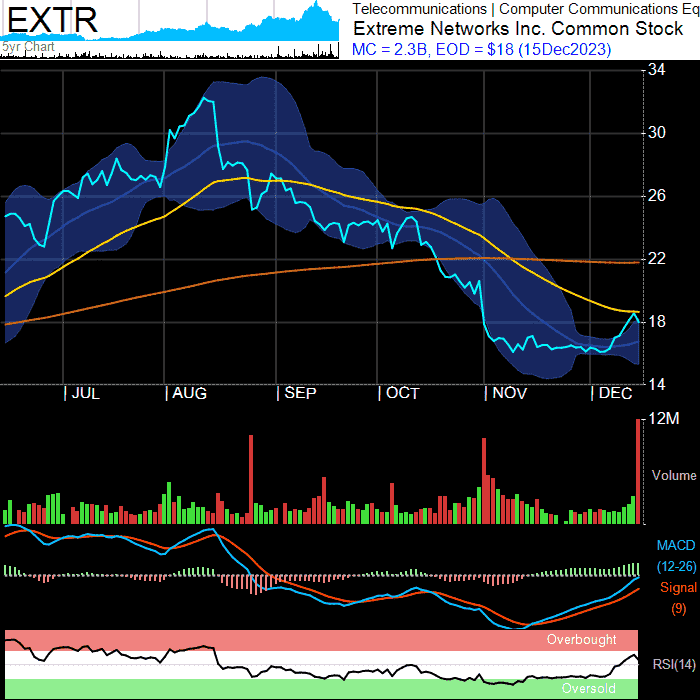 EXTR
Telecommunications | Computer Communications Eq
Extreme Networks Inc. Common Stock
MC = 2.3B, EOD = $18 (15Dec2023)
5yr Chart
34
30
26
22
18
14
| JUL | AUG | SEP | OCT | NOV | DEC
12M
Volume
MACD
(12-26)
Signal
(9)
Overbought
RSI(14)
Oversold